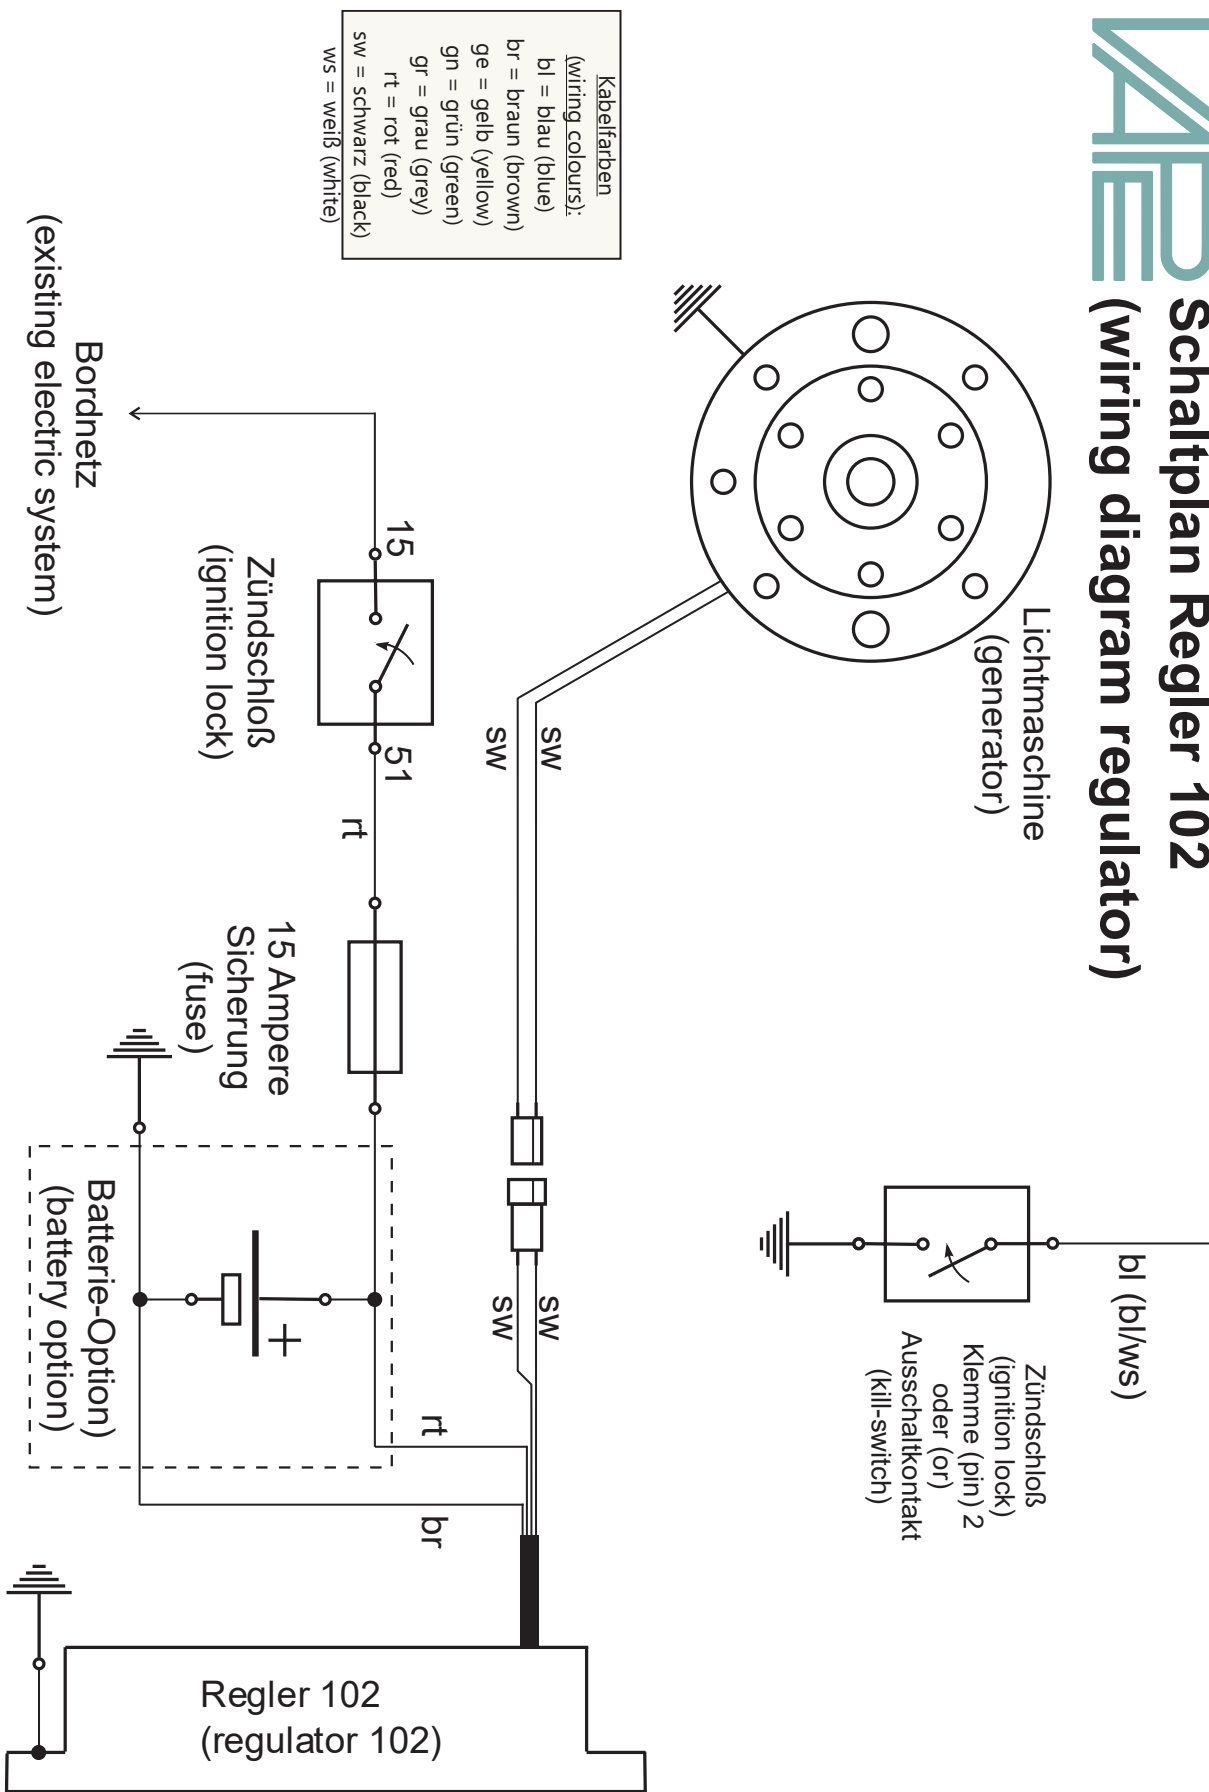 VAPE
Schaltplan Regler 102
(wiring diagram regulator)
Kabelfarben
(wiring colours):
bl = blau (blue)
br = braun (brown)
ge = gelb (yellow)
gn = grün (green)
gr = grau (grey)
rt = rot (red)
sw = schwarz (black)
ws = weiß (white)
Lichtmaschine
(generator)
sw
sw
sw
sw
bl (bl/ws)
Zündschloß
(ignition lock)
Klemme (pin) 2
oder (or)
Ausschaltkontakt
(kill-switch)
Bordnetz
(existing electric system)
15
51
Zündschloß
(ignition lock)
rt
15 Ampere
Sicherung
(fuse)
+
Batterie-Option)
(battery option)
rt
br
Regler 102
(regulator 102)